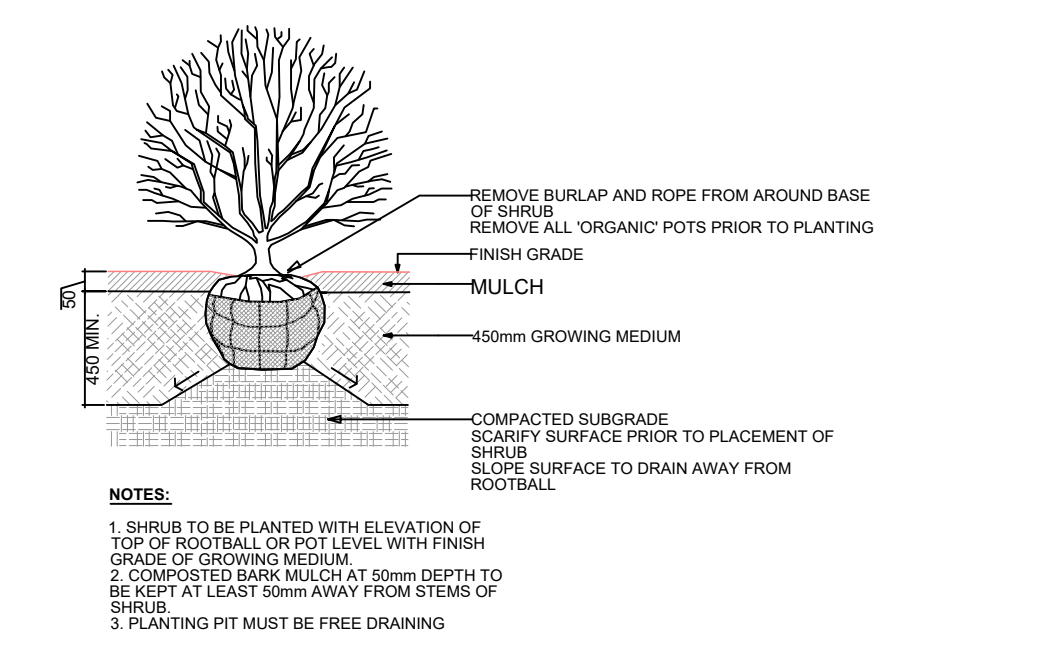 REMOVE BURLAP AND ROPE FROM AROUND BASE
OF SHRUB
REMOVE ALL 'ORGANIC' POTS PRIOR TO PLANTING
FINISH GRADE
MULCH
50
450 MIN.
450mm GROWING MEDIUM
COMPACTED SUBGRADE
SCARIFY SURFACE PRIOR TO PLACEMENT OF
SHRUB
SLOPE SURFACE TO DRAIN AWAY FROM
ROOTBALL
NOTES:
1. SHRUB TO BE PLANTED WITH ELEVATION OF
TOP OF ROOTBALL OR POT LEVEL WITH FINISH
GRADE OF GROWING MEDIUM.
2. COMPOSTED BARK MULCH AT 50mm DEPTH TO
BE KEPT AT LEAST 50mm AWAY FROM STEMS OF
SHRUB.
3. PLANTING PIT MUST BE FREE DRAINING